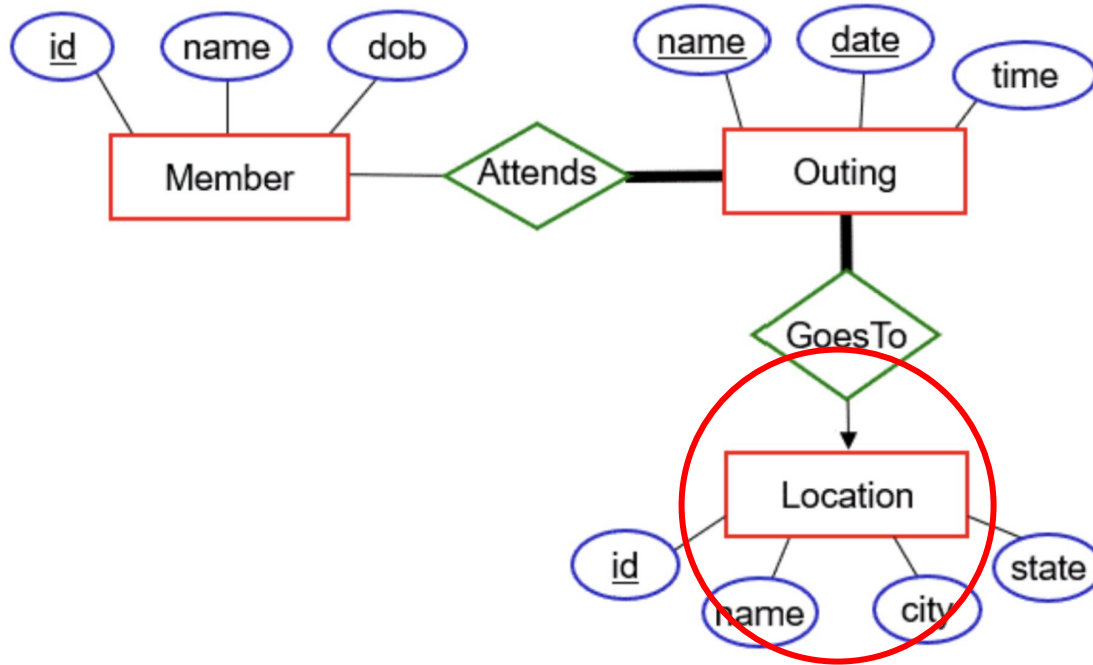 id
name
dob
name
date
time
Member
Attends
Outing
GoesTo
Location
id
name
city
state